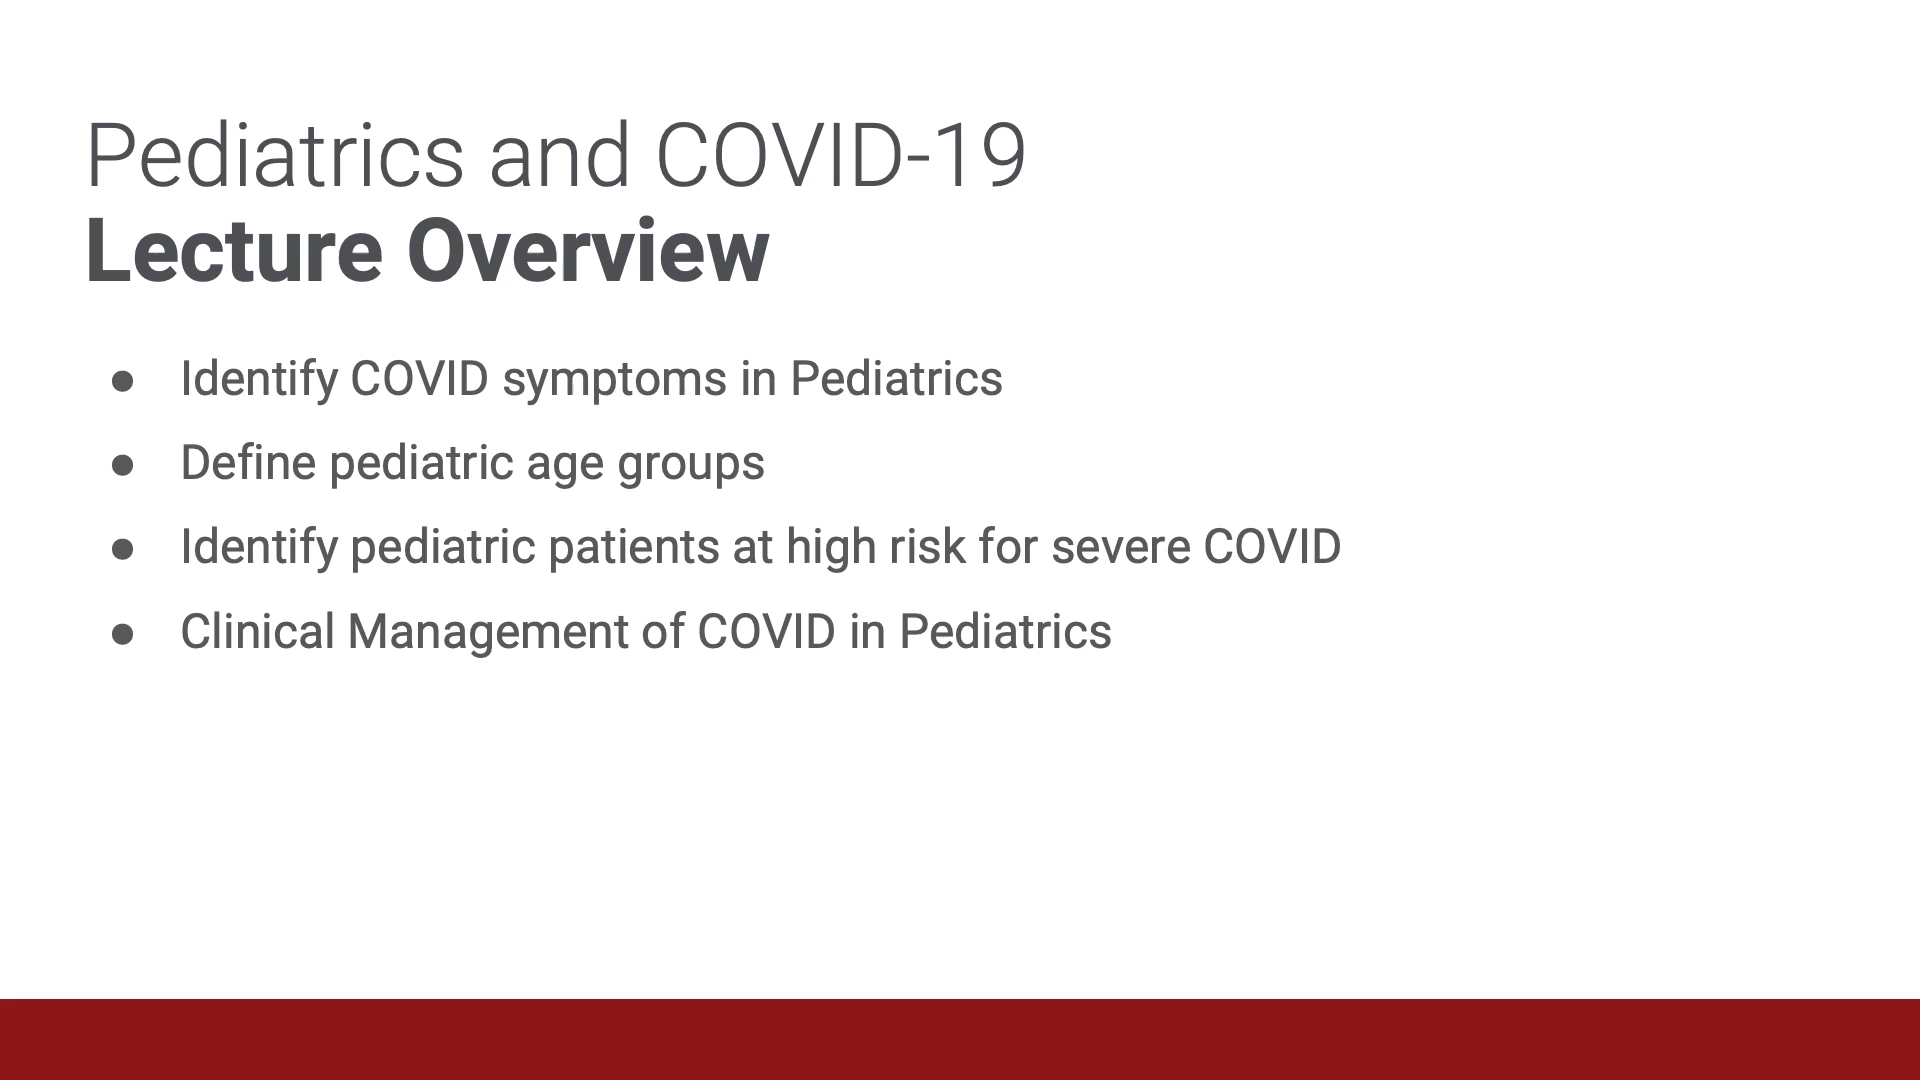 Pediatrics and COVID-19
Lecture Overview
● Identify COVID symptoms in Pediatrics
● Define pediatric age groups
● Identify pediatric patients at high risk for severe COVID
● Clinical Management of COVID in Pediatrics